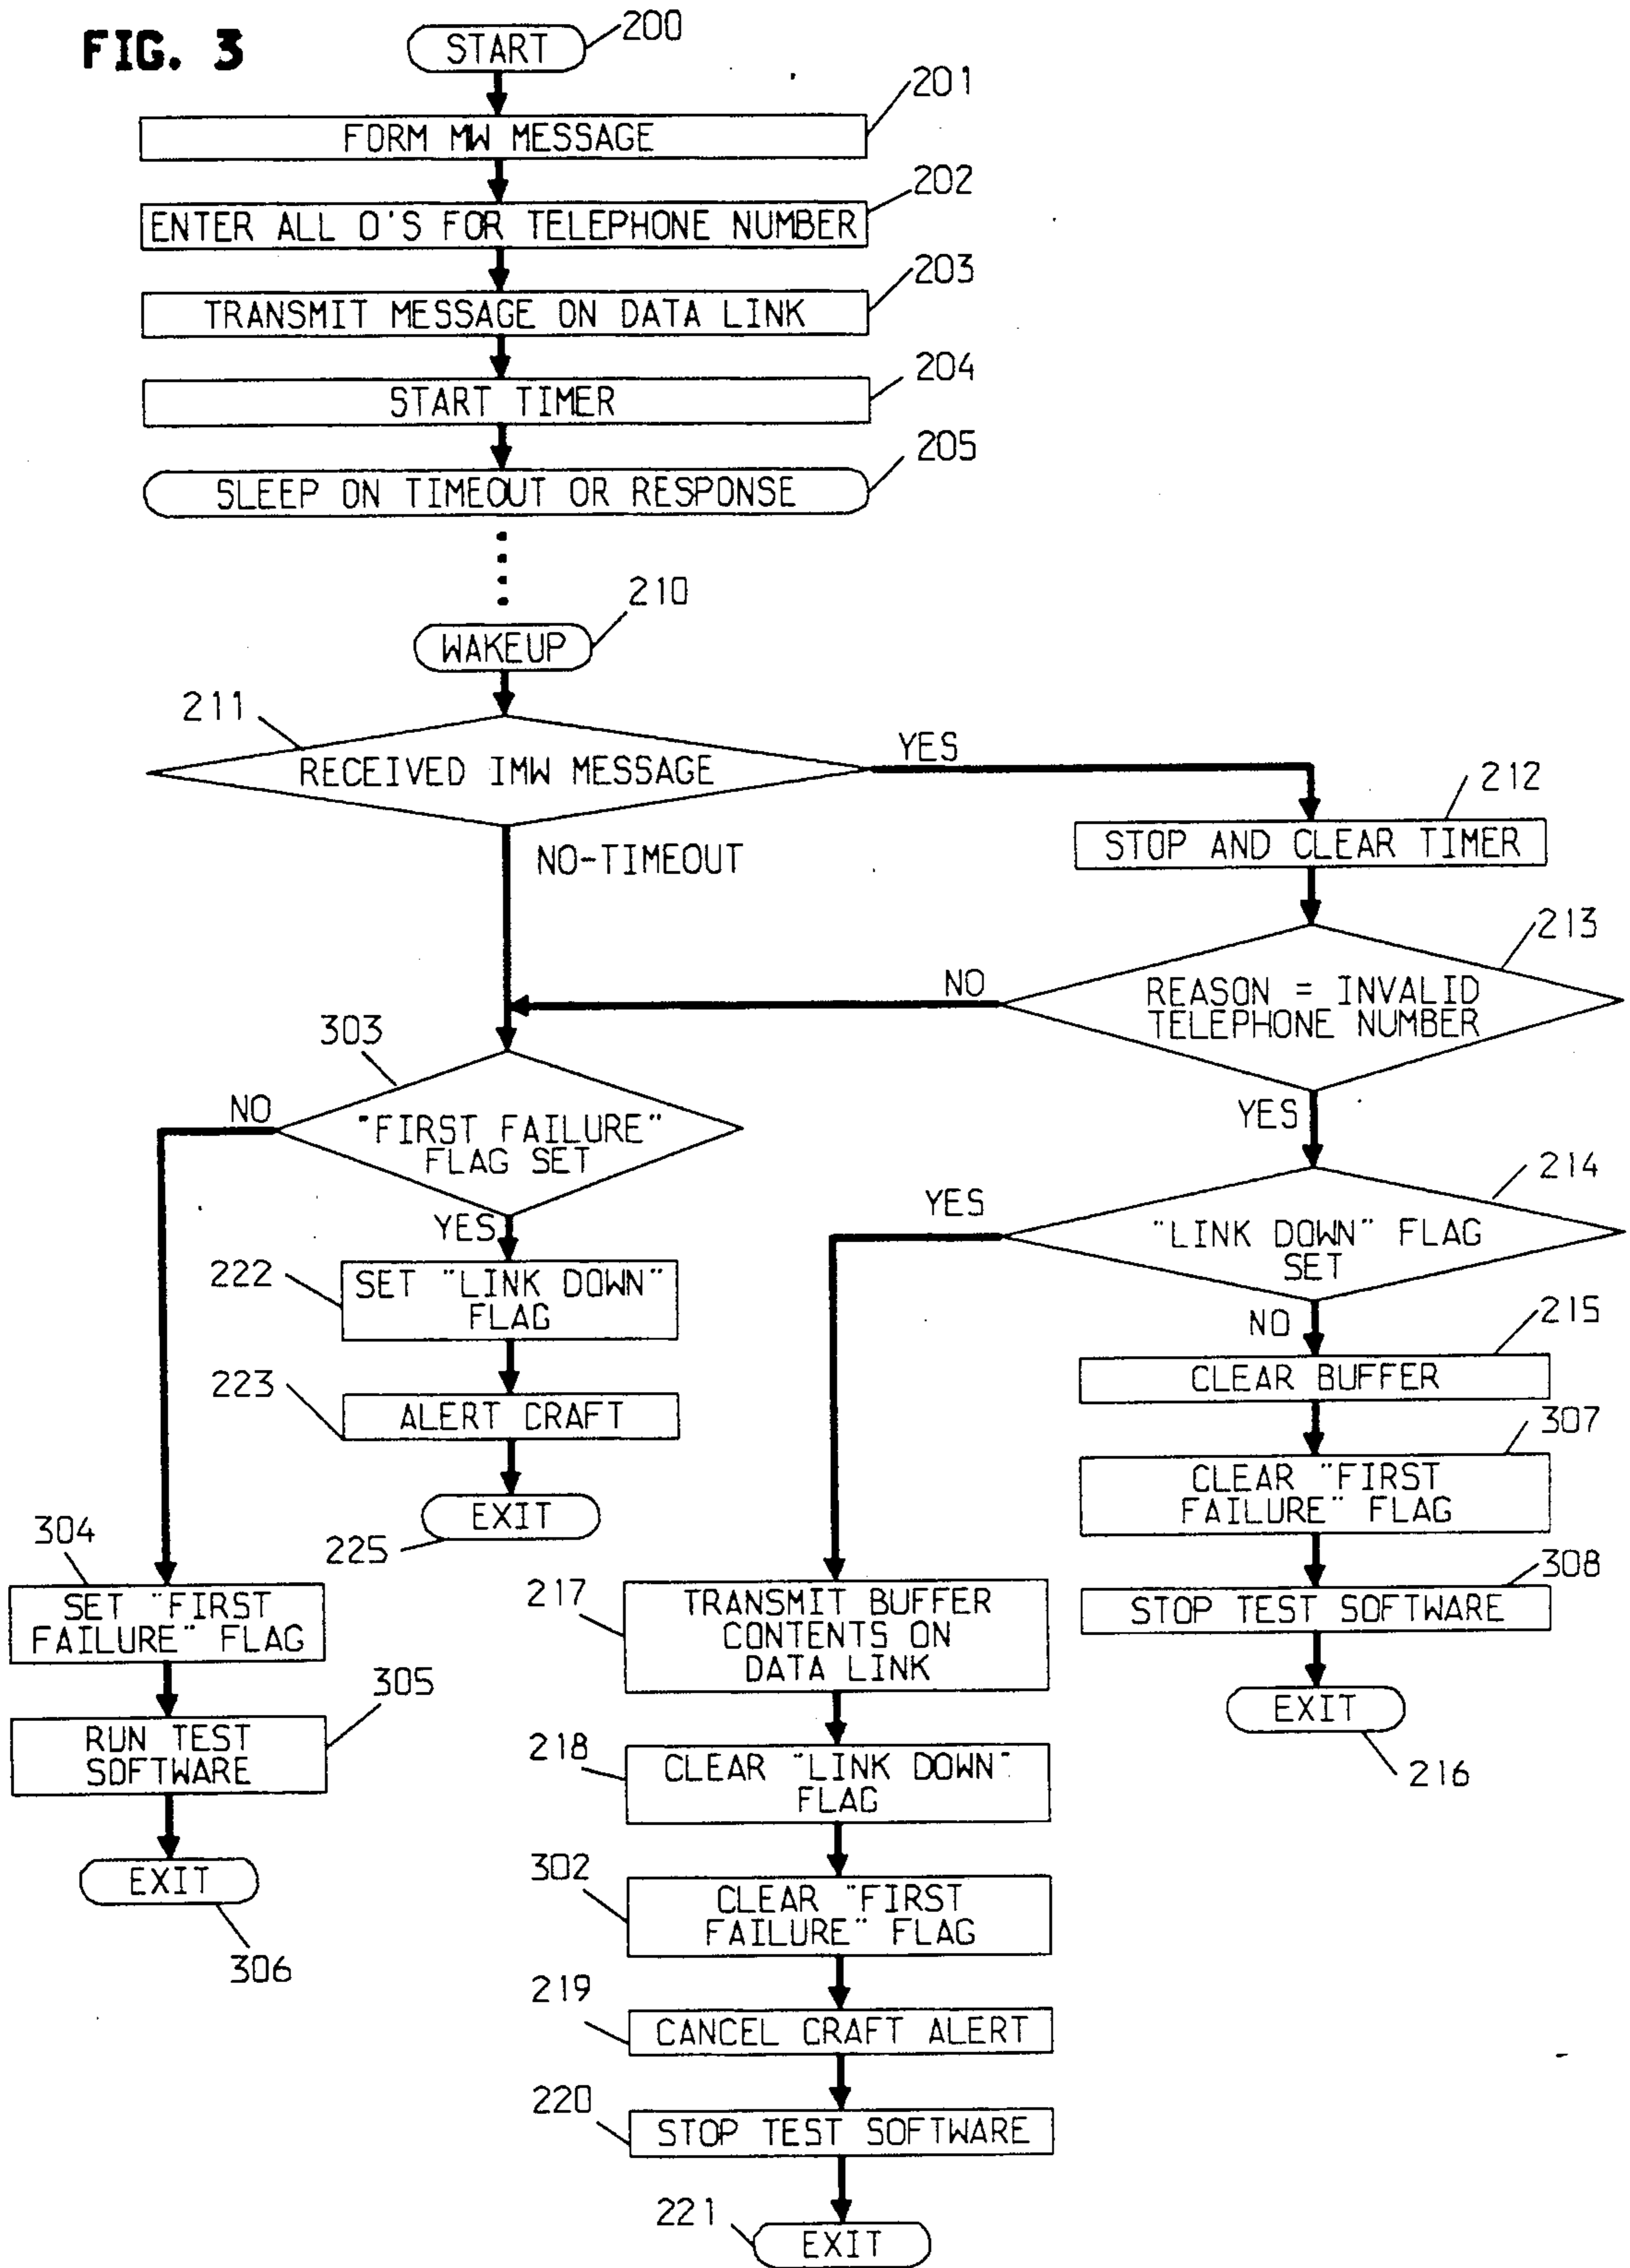 FIG. 3
START
200
201
FORM MW MESSAGE
202
ENTER ALL 0'S FOR TELEPHONE NUMBER
203
TRANSMIT MESSAGE ON DATA LINK
204
START TIMER
205
SLEEP ON TIMEOUT OR RESPONSE
210
WAKEUP
211
RECEIVED IMW MESSAGE
YES
212
STOP AND CLEAR TIMER
NO-TIMEOUT
213
REASON = INVALID
TELEPHONE NUMBER
NO
YES
303
"FIRST FAILURE"
FLAG SET
NO
YES
214
"LINK DOWN" FLAG
SET
YES
NO
222
SET "LINK DOWN"
FLAG
215
CLEAR BUFFER
223
ALERT CRAFT
307
CLEAR "FIRST
FAILURE" FLAG
EXIT
225
304
SET "FIRST
FAILURE" FLAG
217
TRANSMIT BUFFER
CONTENTS ON
DATA LINK
308
STOP TEST SOFTWARE
EXIT
216
305
RUN TEST
SOFTWARE
218
CLEAR "LINK DOWN"
FLAG
EXIT
306
302
CLEAR "FIRST
FAILURE" FLAG
219
CANCEL CRAFT ALERT
220
STOP TEST SOFTWARE
221
EXIT